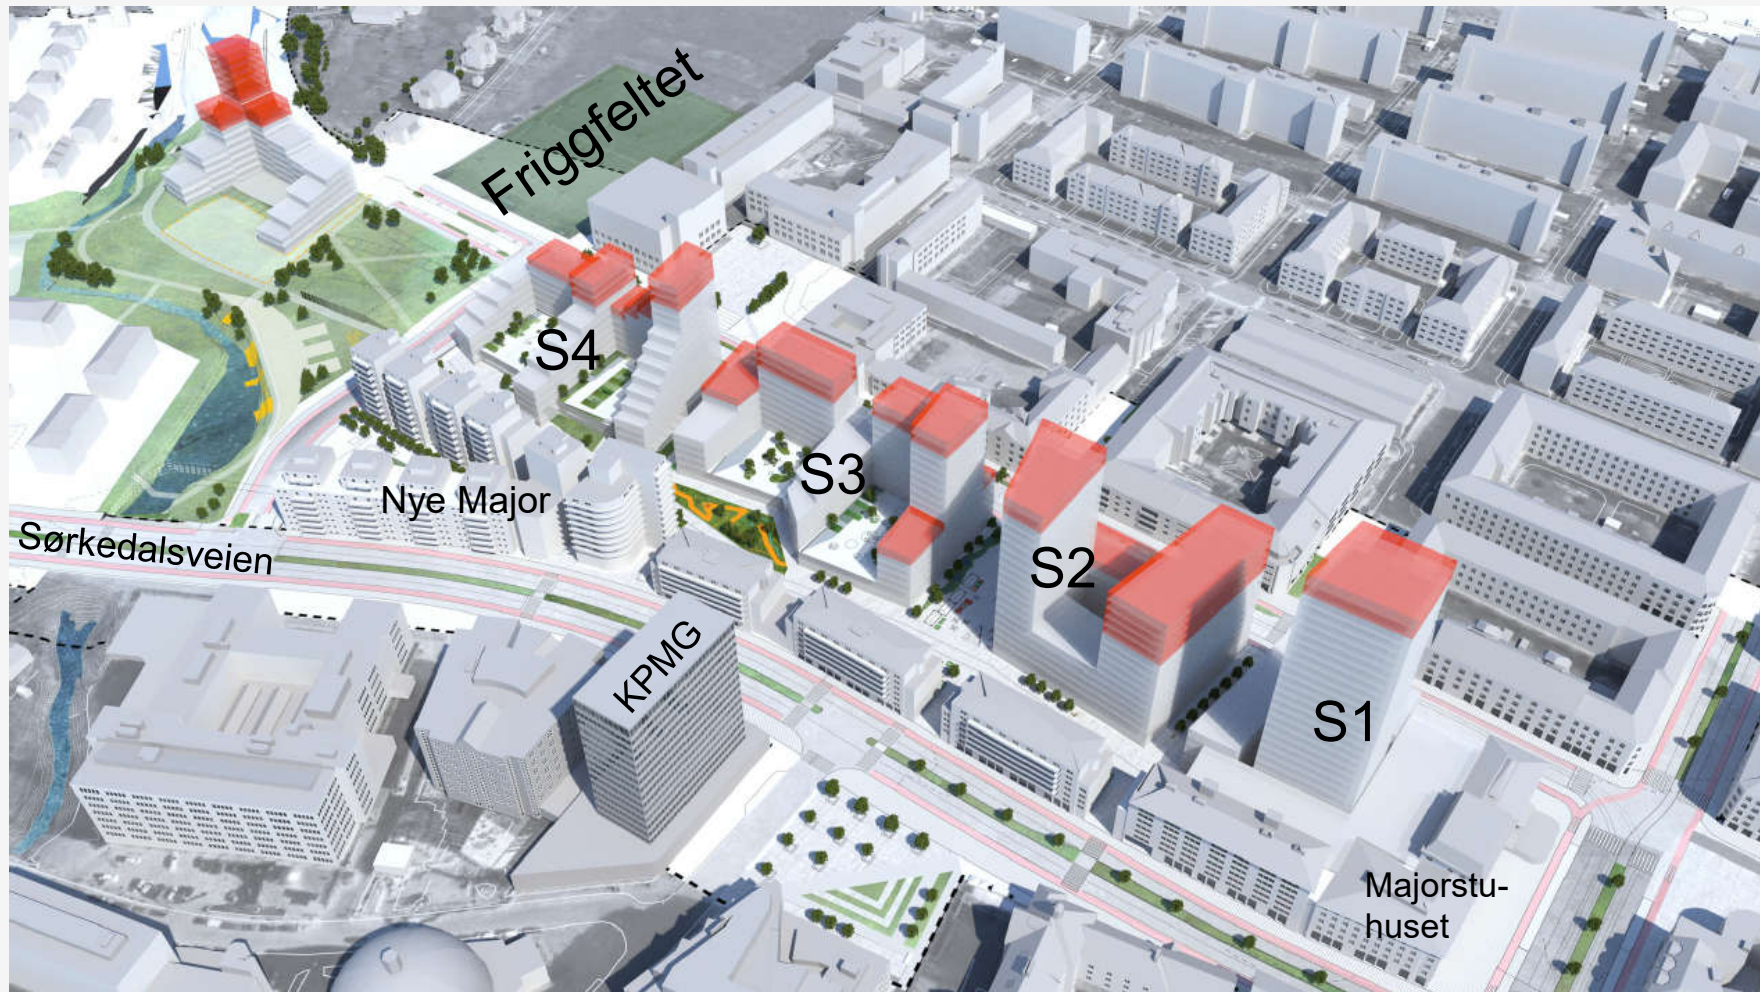 Friggfeltet
S4
S3
Nye Major
Sørkedalsveien
S2
KPMG
S1
Majorstu-
huset